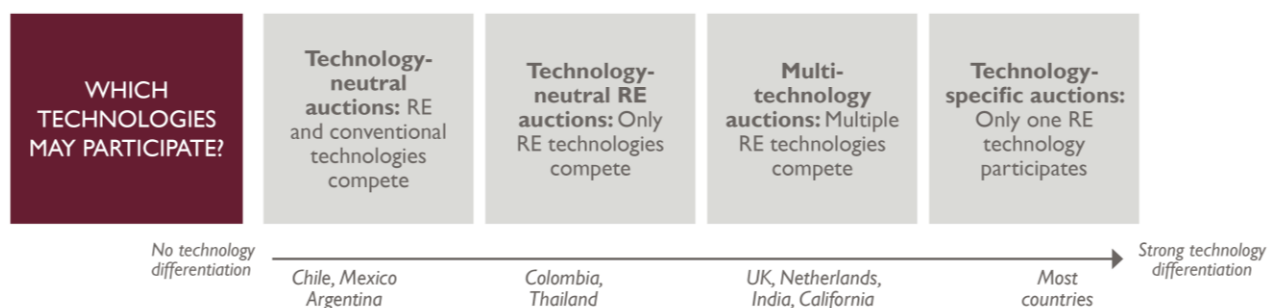 WHICH
TECHNOLOGIES
MAY PARTICIPATE?
Technology-
neutral
auctions: RE
and conventional
technologies
compete
Technology-
neutral RE
auctions: Only
RE technologies
compete
Multi-
technology
auctions: Multiple
RE technologies
compete
Technology-
specific auctions:
Only one RE
technology
participates
No technology
differentiation
Strong technology
differentiation
Chile, Mexico
Argentina
Colombia,
Thailand
UK, Netherlands,
India, California
Most
countries